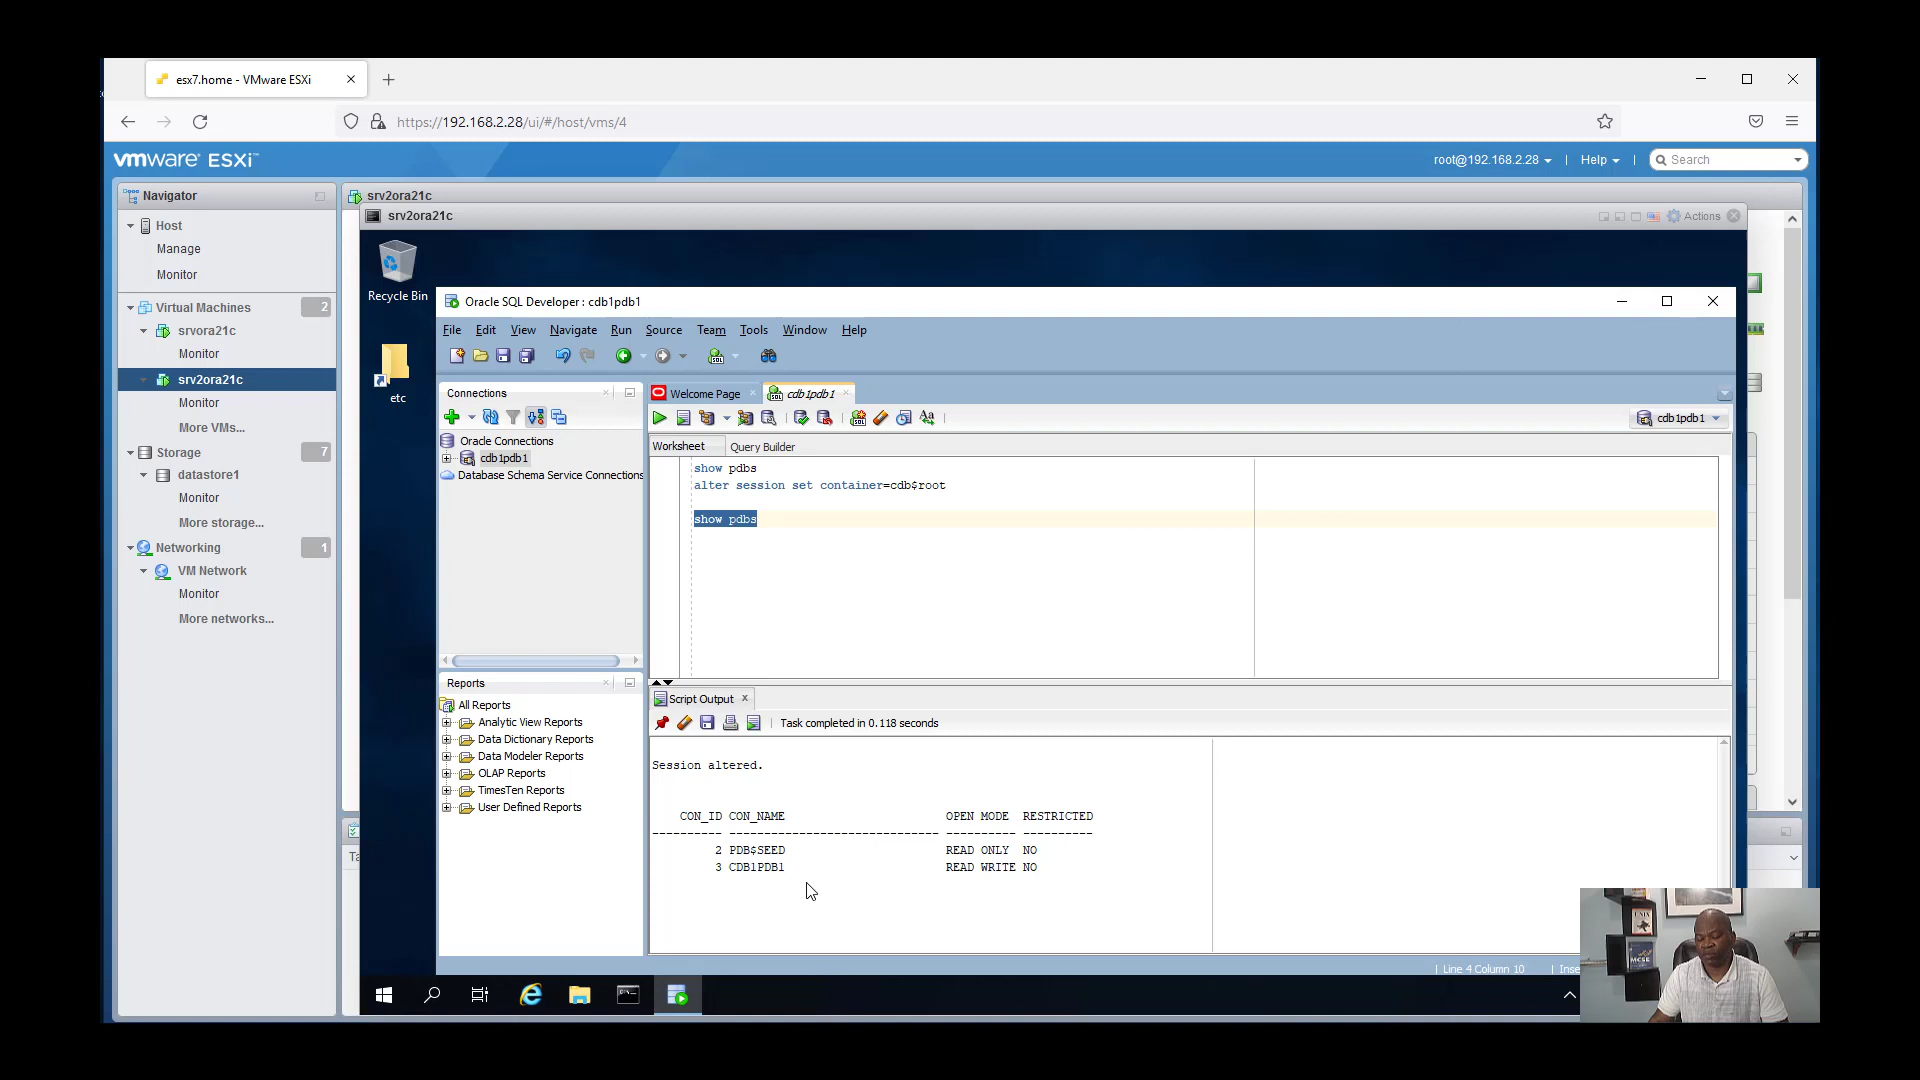 esx7.home - VMware ESXi
https://192.168.2.28/ui/#/host/vms/4
vmware ESXi
root@192.168.2.28
Help
Search
Navigator
Host
Manage
Monitor
Virtual Machines
2
srvora21c
Monitor
srv2ora21c
Monitor
More VMs...
Storage
7
datastore1
Monitor
More storage...
Networking
1
VM Network
Monitor
More networks...
srv2ora21c
srv2ora21c
Actions
Recycle Bin
etc
Oracle SQL Developer : cdb1pdb1
File Edit View Navigate Run Source Team Tools Window Help
Connections
Oracle Connections
cdb1pdb1
Database Schema Service Connections
Welcome Page
cdb1pdb1
cdb1pdb1
Worksheet
Query Builder
show pdbs
alter session set container=cdb$root
show pdbs
Reports
All Reports
Analytic View Reports
Data Dictionary Reports
Data Modeler Reports
OLAP Reports
TimesTen Reports
User Defined Reports
Script Output
Task completed in 0.118 seconds
Session altered.
CON_ID CON_NAME OPEN MODE RESTRICTED
---------- ------------------------------ ---------- ----------
2 PDB$SEED READ ONLY NO
3 CDB1PDB1 READ WRITE NO
Line 4 Column 10
UNIX
MCSE